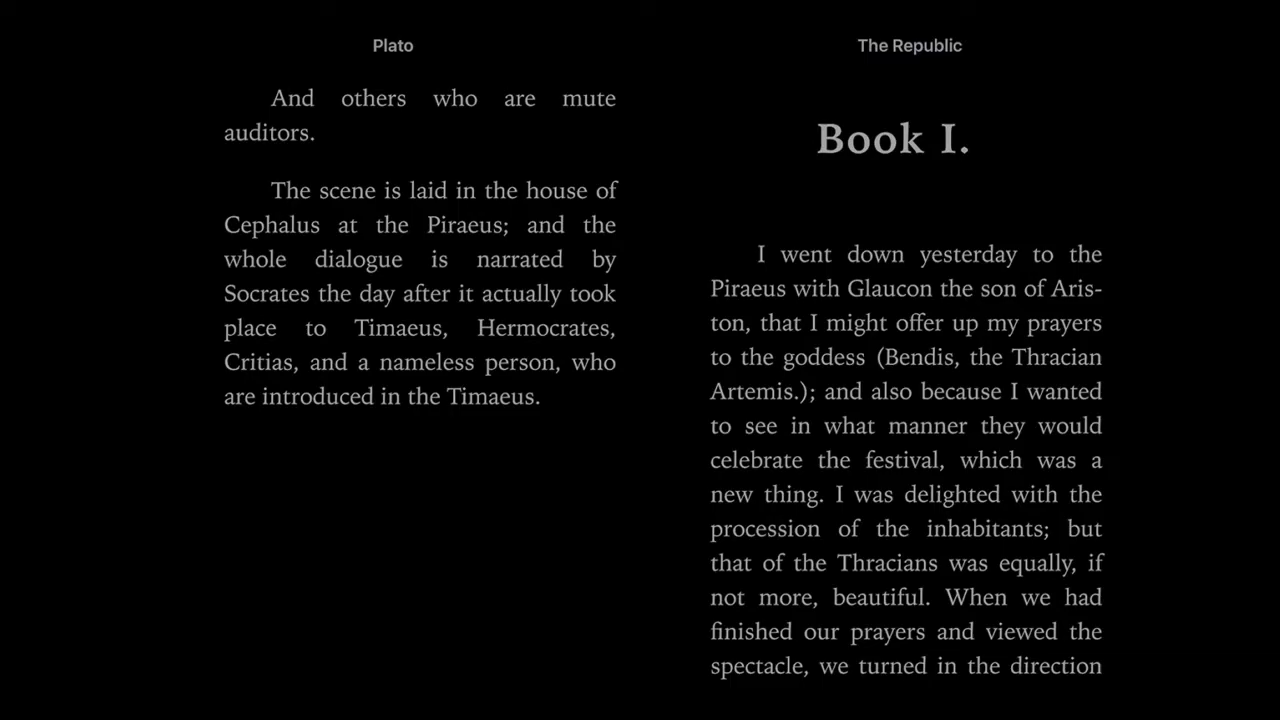 Plato
And others who are mute
auditors.
The scene is laid in the house of
Cephalus at the Piraeus; and the
whole dialogue is narrated by
Socrates the day after it actually took
place to Timaeus, Hermocrates,
Critias, and a nameless person, who
are introduced in the Timaeus.
The Republic
Book I.
I went down yesterday to the
Piraeus with Glaucon the son of Aris-
ton, that I might offer up my prayers
to the goddess (Bendis, the Thracian
Artemis.); and also because I wanted
to see in what manner they would
celebrate the festival, which was a
new thing. I was delighted with the
procession of the inhabitants; but
that of the Thracians was equally, if
not more, beautiful. When we had
finished our prayers and viewed the
spectacle, we turned in the direction